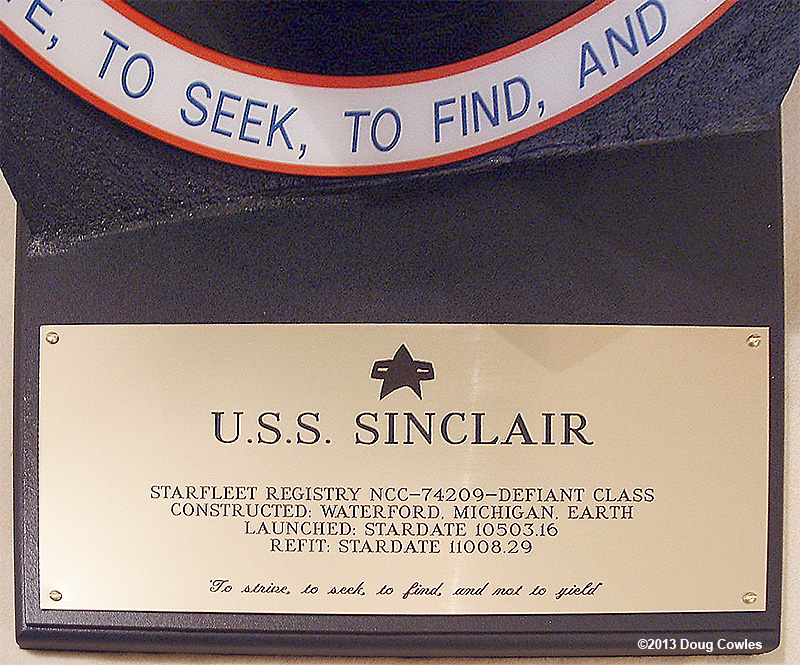 E, TO SEEK, TO FIND, AND
U.S.S. SINCLAIR
STARFLEET REGISTRY NCC-74209-DEFIANT CLASS
CONSTRUCTED: WATERFORD, MICHIGAN, EARTH
LAUNCHED: STARDATE 10503.16
REFIT: STARDATE 11008.29
"To strive, to seek, to find, and not to yield"
©2013 Doug Cowles